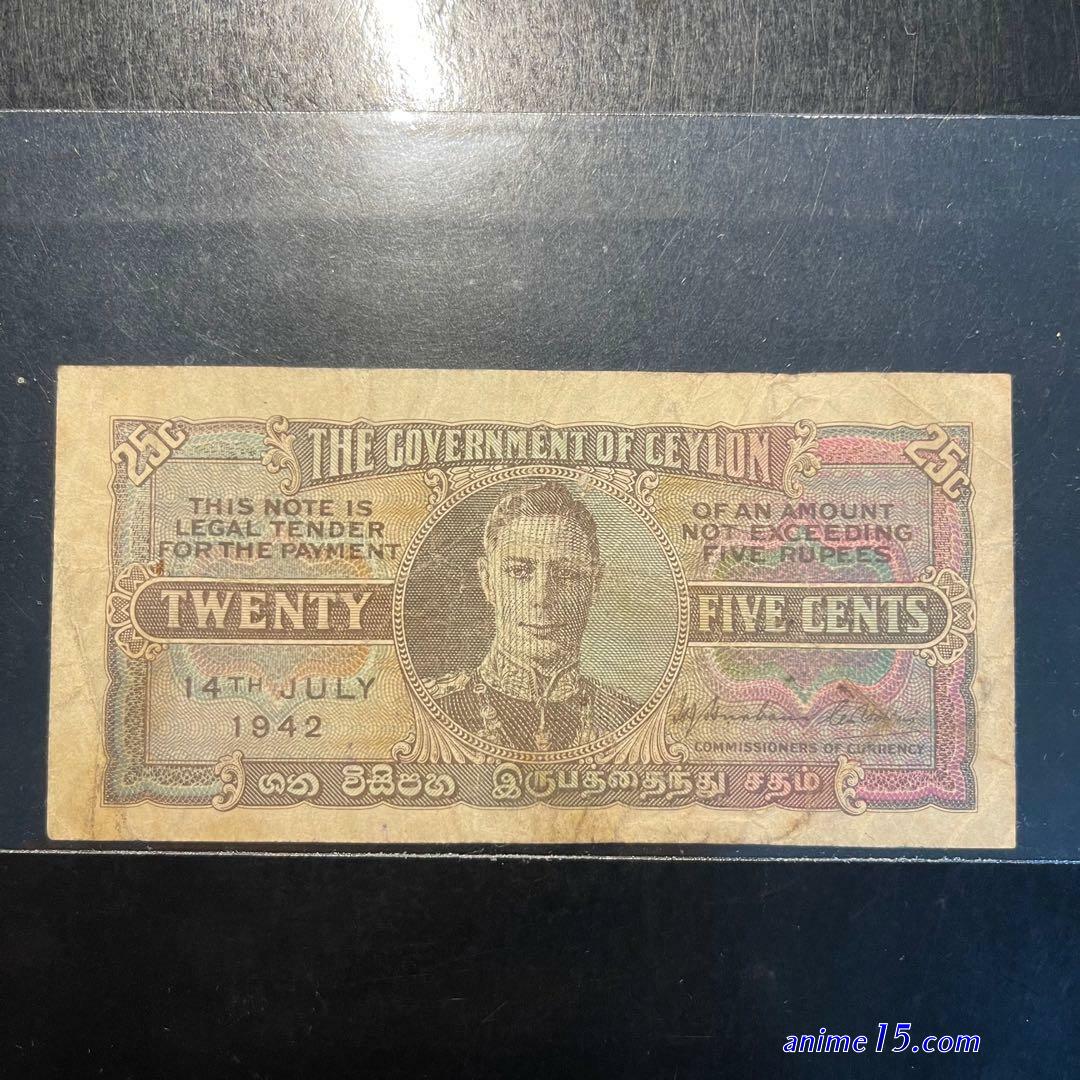 25C
THE GOVERNMENT OF CEYLON
25C
THIS NOTE IS
LEGAL TENDER
FOR THE PAYMENT
OF AN AMOUNT
NOT EXCEEDING
FIVE RUPEES
TWENTY
FIVE CENTS
14TH JULY
1942
COMMISSIONERS OF CURRENCY
ශත විසිපහ இருபத்தைந்து சதம்
anime15.com